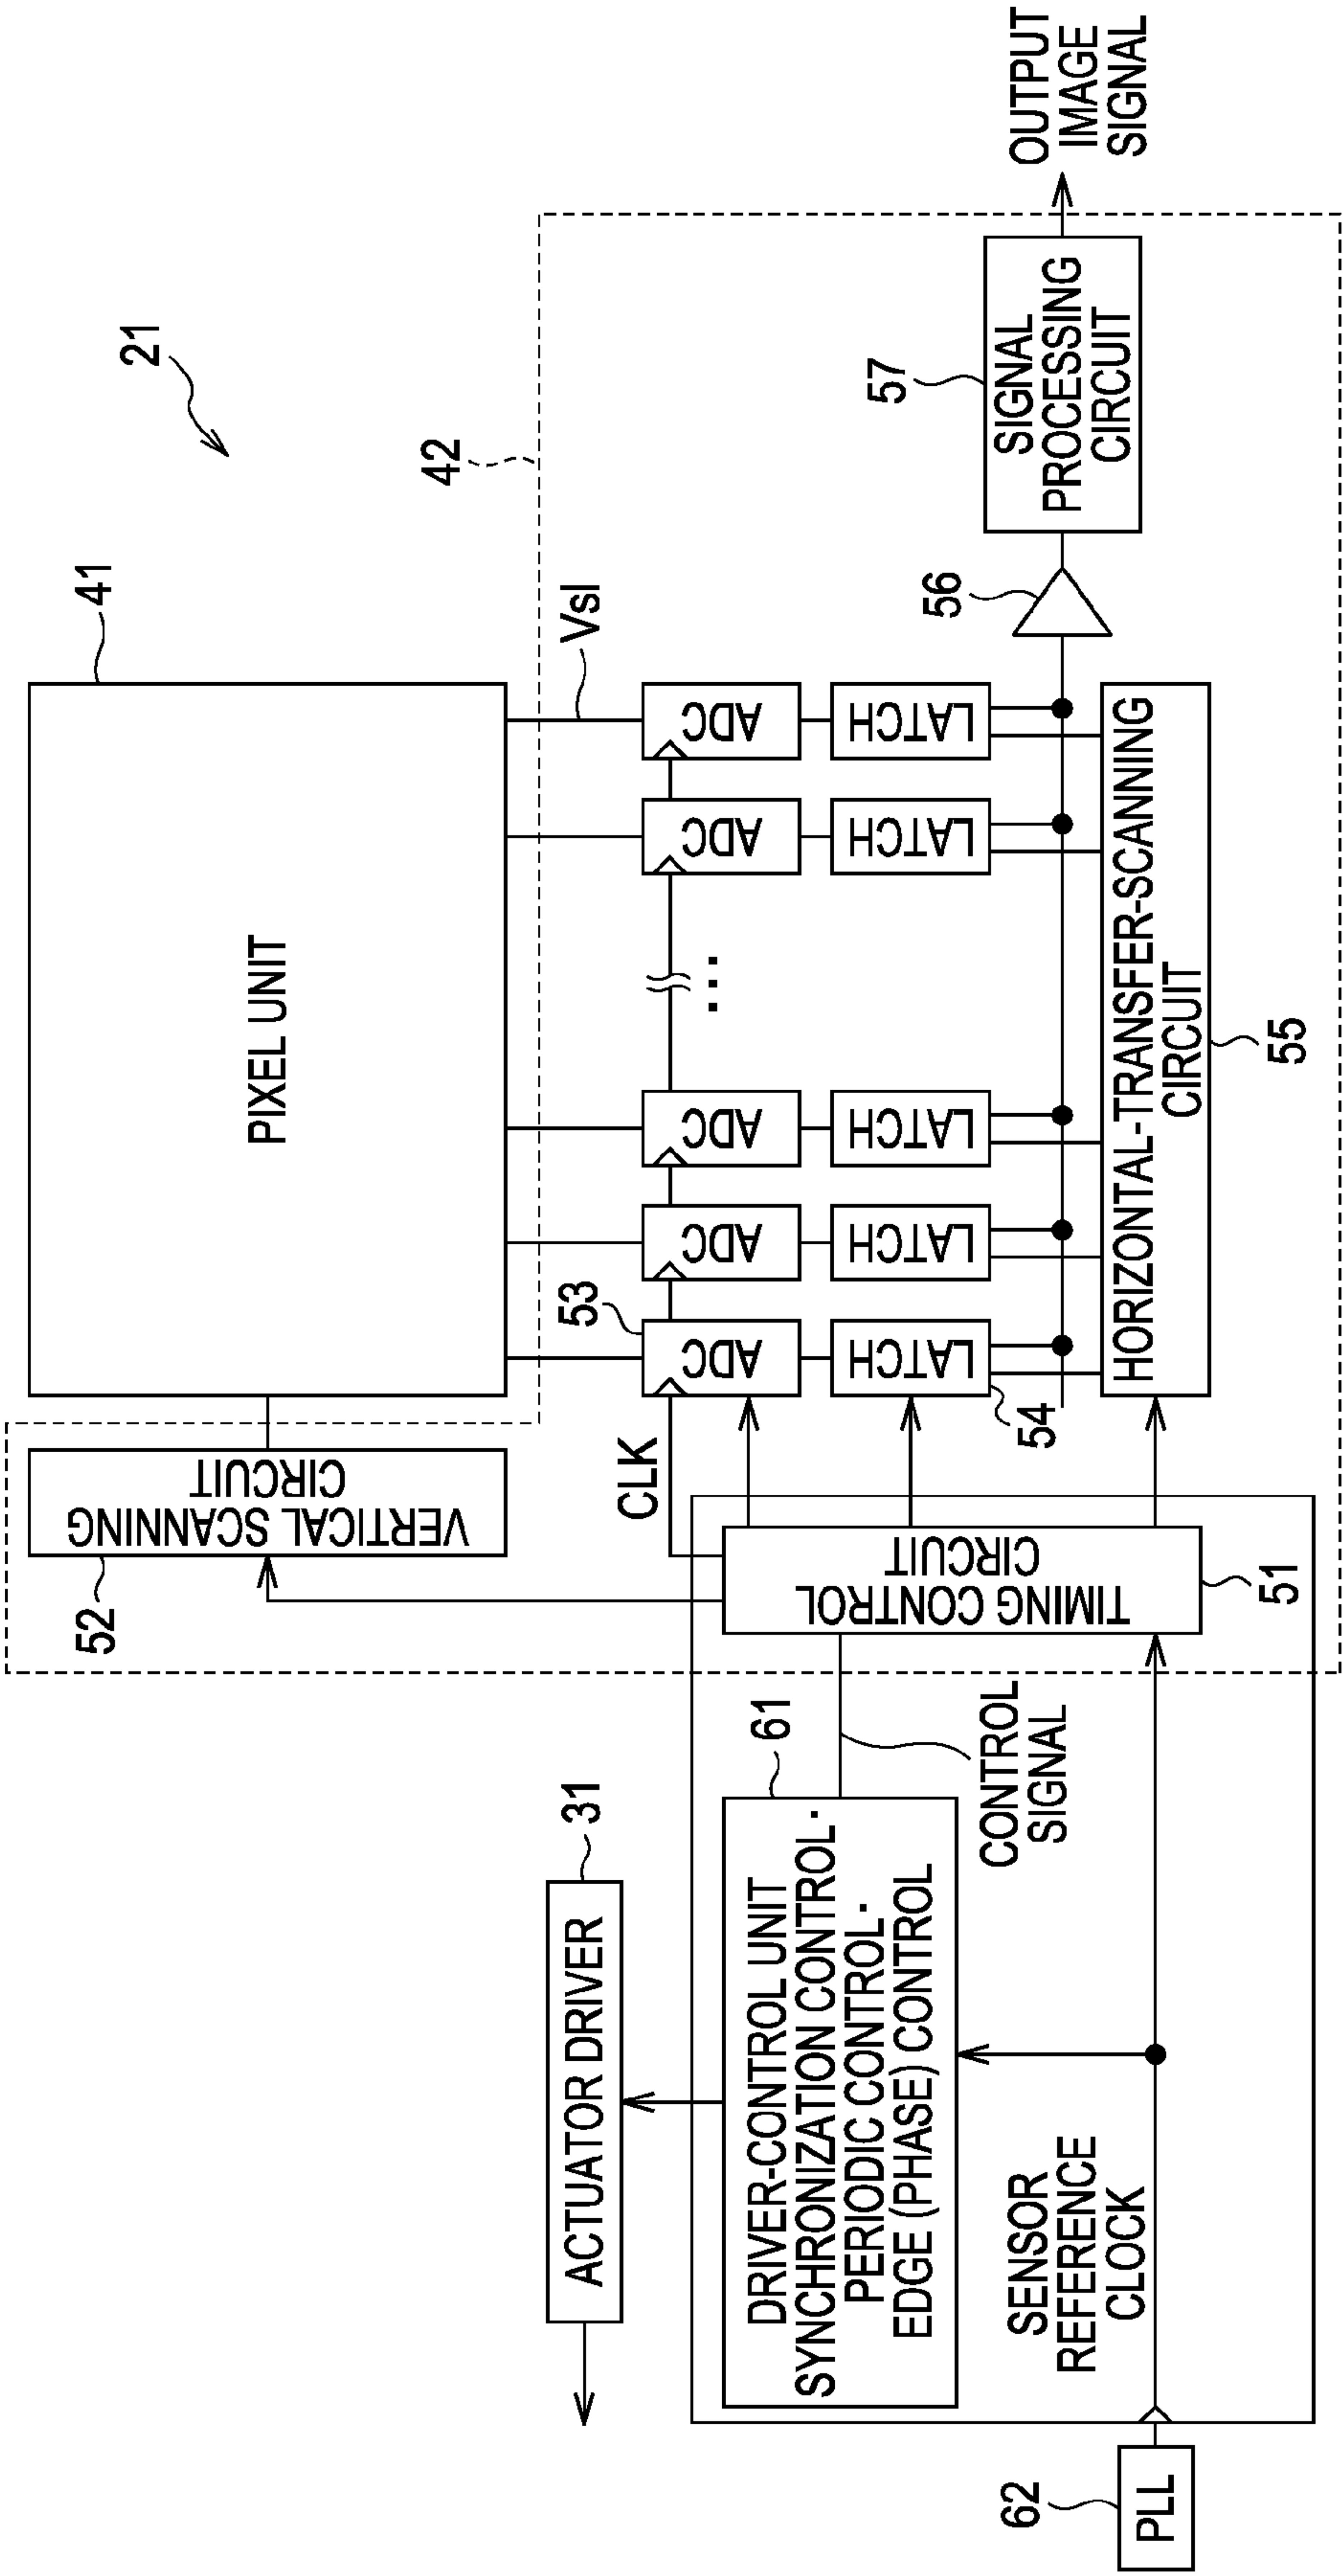 21
41
PIXEL UNIT
52
VERTICAL SCANNING
CIRCUIT
42
Vsl
31
ACTUATOR DRIVER
CLK
53
ADC
ADC
ADC
...
ADC
ADC
61
DRIVER-CONTROL UNIT
SYNCHRONIZATION CONTROL·
PERIODIC CONTROL·
EDGE (PHASE) CONTROL
TIMING CONTROL
CIRCUIT
51
LATCH
LATCH
LATCH
LATCH
LATCH
54
56
57
SIGNAL
PROCESSING
CIRCUIT
OUTPUT
IMAGE
SIGNAL
CONTROL
SIGNAL
SENSOR
REFERENCE
CLOCK
HORIZONTAL-TRANSFER-SCANNING
CIRCUIT
55
62
PLL